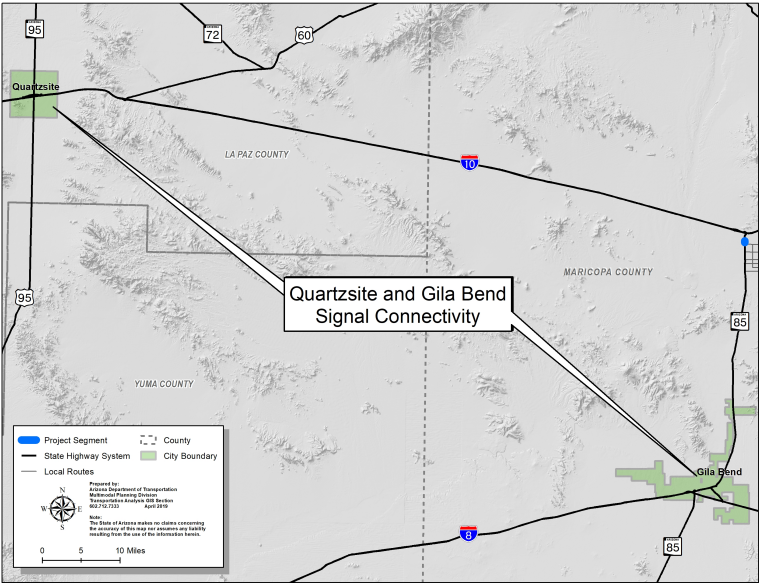 95
72
60
Quartzsite
LA PAZ COUNTY
10
MARICOPA COUNTY
Quartzsite and Gila Bend
Signal Connectivity
95
85
YUMA COUNTY
Project Segment
County
State Highway System
City Boundary
Local Routes
Gila Bend
Prepared by:
Arizona Department of Transportation
Multimodal Planning Division
Transportation Analysis GIS Section
602.712.7333 April 2019
N
W
E
S
Note:
The State of Arizona makes no claims concerning
the accuracy of this map nor assumes any liability
resulting from the use of the information herein.
0 5 10 Miles
8
85